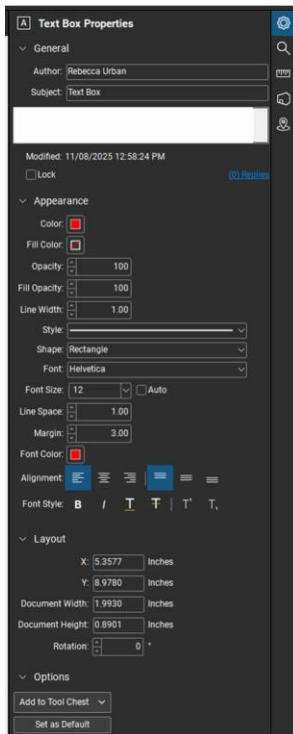 A Text Box Properties
General
Author: Rebecca Urban
Subject: Text Box
Modified: 11/08/2025 12:58:24 PM
Lock (0) Replies
Appearance
Color:
Fill Color:
Opacity: 100
Fill Opacity: 100
Line Width: 1.00
Style:
Shape: Rectangle
Font: Helvetica
Font Size: 12 Auto
Line Space: 1.00
Margin: 3.00
Font Color:
Alignment:
Font Style: B I T T T+ T,
Layout
X: 5.3577 Inches
Y: 8.9780 Inches
Document Width: 1.9930 Inches
Document Height: 0.8901 Inches
Rotation: 0 °
Options
Add to Tool Chest
Set as Default